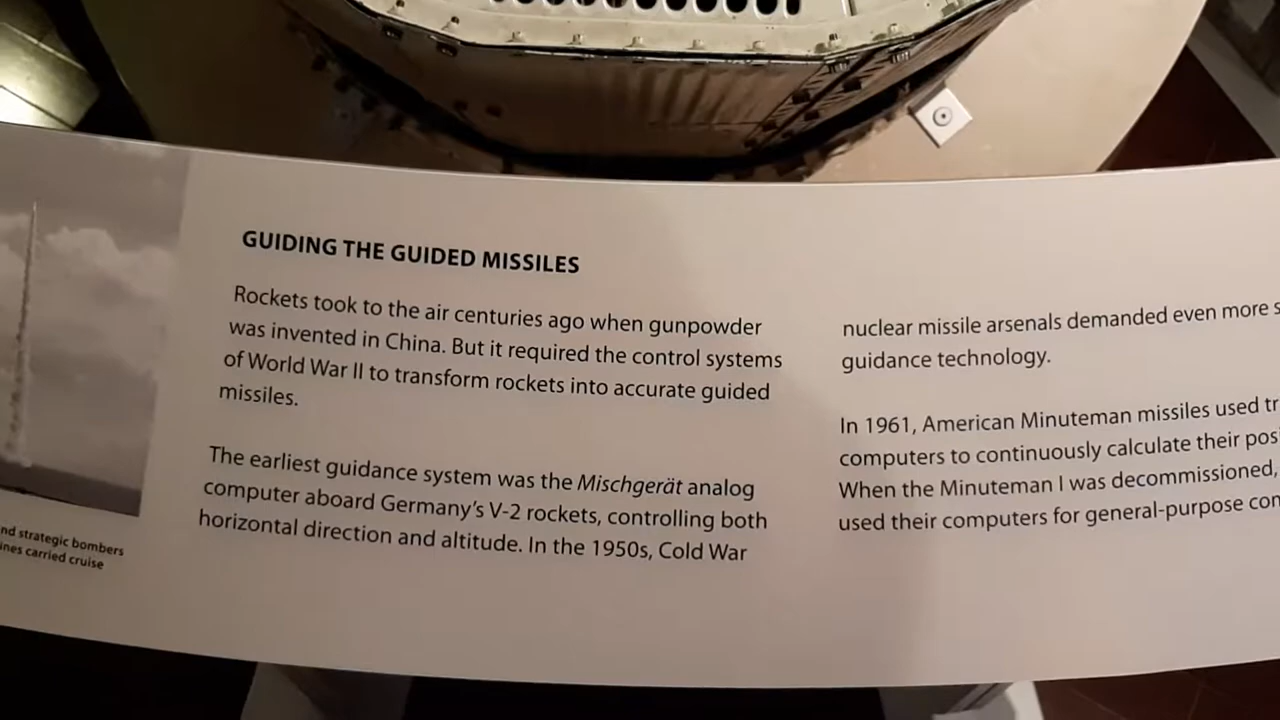 GUIDING THE GUIDED MISSILES
Rockets took to the air centuries ago when gunpowder
was invented in China. But it required the control systems
of World War II to transform rockets into accurate guided
missiles.
The earliest guidance system was the Mischgerät analog
computer aboard Germany's V-2 rockets, controlling both
horizontal direction and altitude. In the 1950s, Cold War
nuclear missile arsenals demanded even more
guidance technology.
In 1961, American Minuteman missiles used
computers to continuously calculate their
When the Minuteman I was decommissioned,
used their computers for general-purpose
strategic bombers
carried cruise